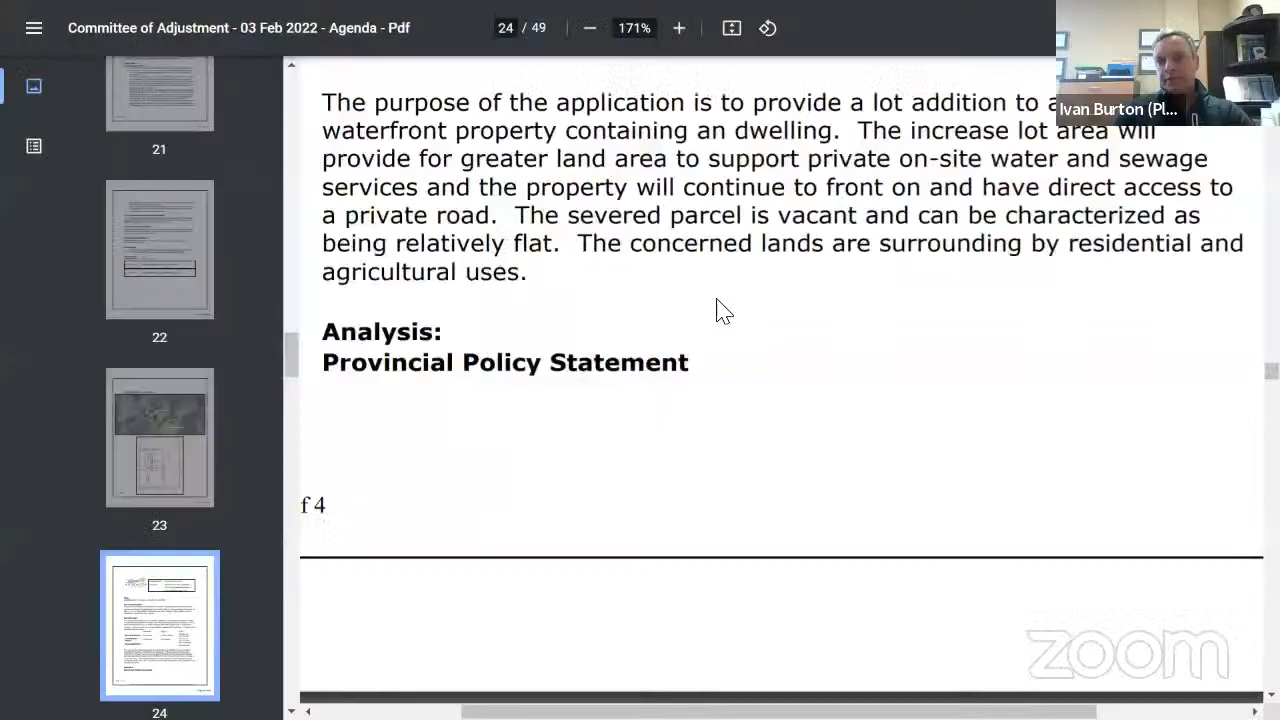 Committee of Adjustment - 03 Feb 2022 - Agenda - Pdf
24 / 49
171%
Ivan Burton (Pl...
21
22
23
24
The purpose of the application is to provide a lot addition to a
waterfront property containing an dwelling. The increase lot area will
provide for greater land area to support private on-site water and sewage
services and the property will continue to front on and have direct access to
a private road. The severed parcel is vacant and can be characterized as
being relatively flat. The concerned lands are surrounding by residential and
agricultural uses.
Analysis:
Provincial Policy Statement
f 4
zoom